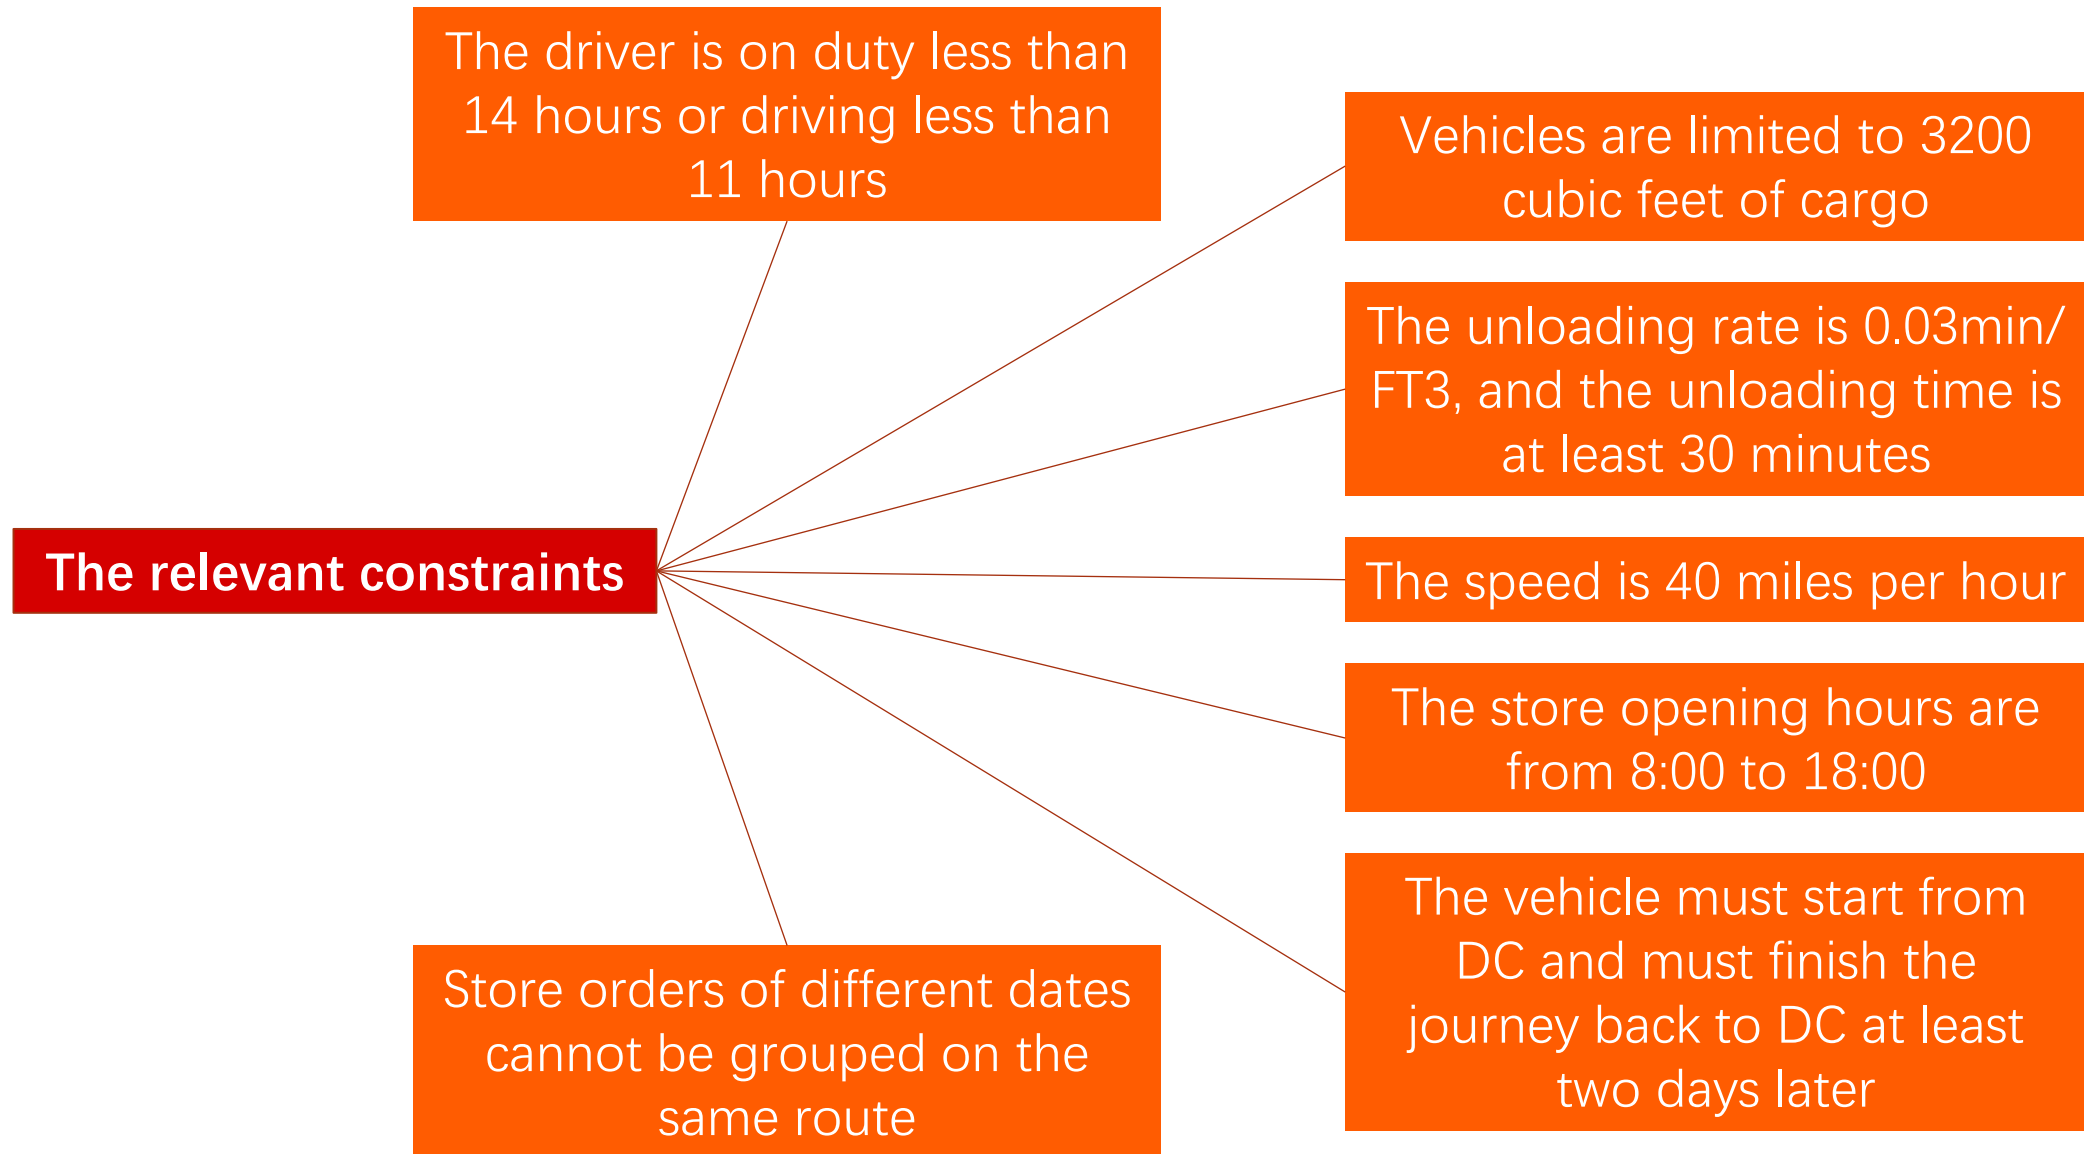 The driver is on duty less than
14 hours or driving less than
11 hours
Vehicles are limited to 3200
cubic feet of cargo
The unloading rate is 0.03min/
FT3, and the unloading time is
at least 30 minutes
The relevant constraints
The speed is 40 miles per hour
The store opening hours are
from 8:00 to 18:00
The vehicle must start from
DC and must finish the
journey back to DC at least
two days later
Store orders of different dates
cannot be grouped on the
same route